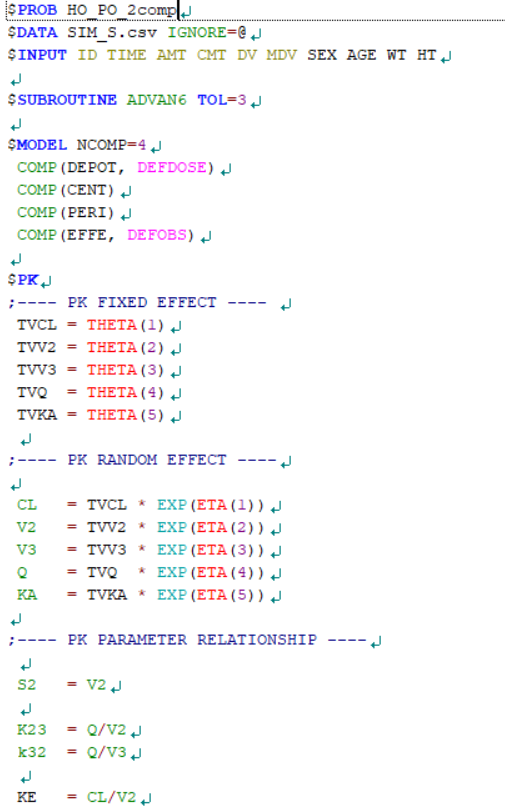 $PROB HO_PO_2comp
$DATA SIM_S.csv IGNORE=@
$INPUT ID TIME AMT CMT DV MDV SEX AGE WT HT
$SUBROUTINE ADVAN6 TOL=3
$MODEL NCOMP=4
COMP(DEPOT, DEFDOSE)
COMP(CENT)
COMP(PERI)
COMP(EFFE, DEFOBS)
$PK
;---- PK FIXED EFFECT ----
TVCL = THETA(1)
TVV2 = THETA(2)
TVV3 = THETA(3)
TVQ = THETA(4)
TVKA = THETA(5)
;---- PK RANDOM EFFECT ----
CL = TVCL * EXP(ETA(1))
V2 = TVV2 * EXP(ETA(2))
V3 = TVV3 * EXP(ETA(3))
Q = TVQ * EXP(ETA(4))
KA = TVKA * EXP(ETA(5))
;---- PK PARAMETER RELATIONSHIP ----
S2 = V2
K23 = Q/V2
k32 = Q/V3
KE = CL/V2